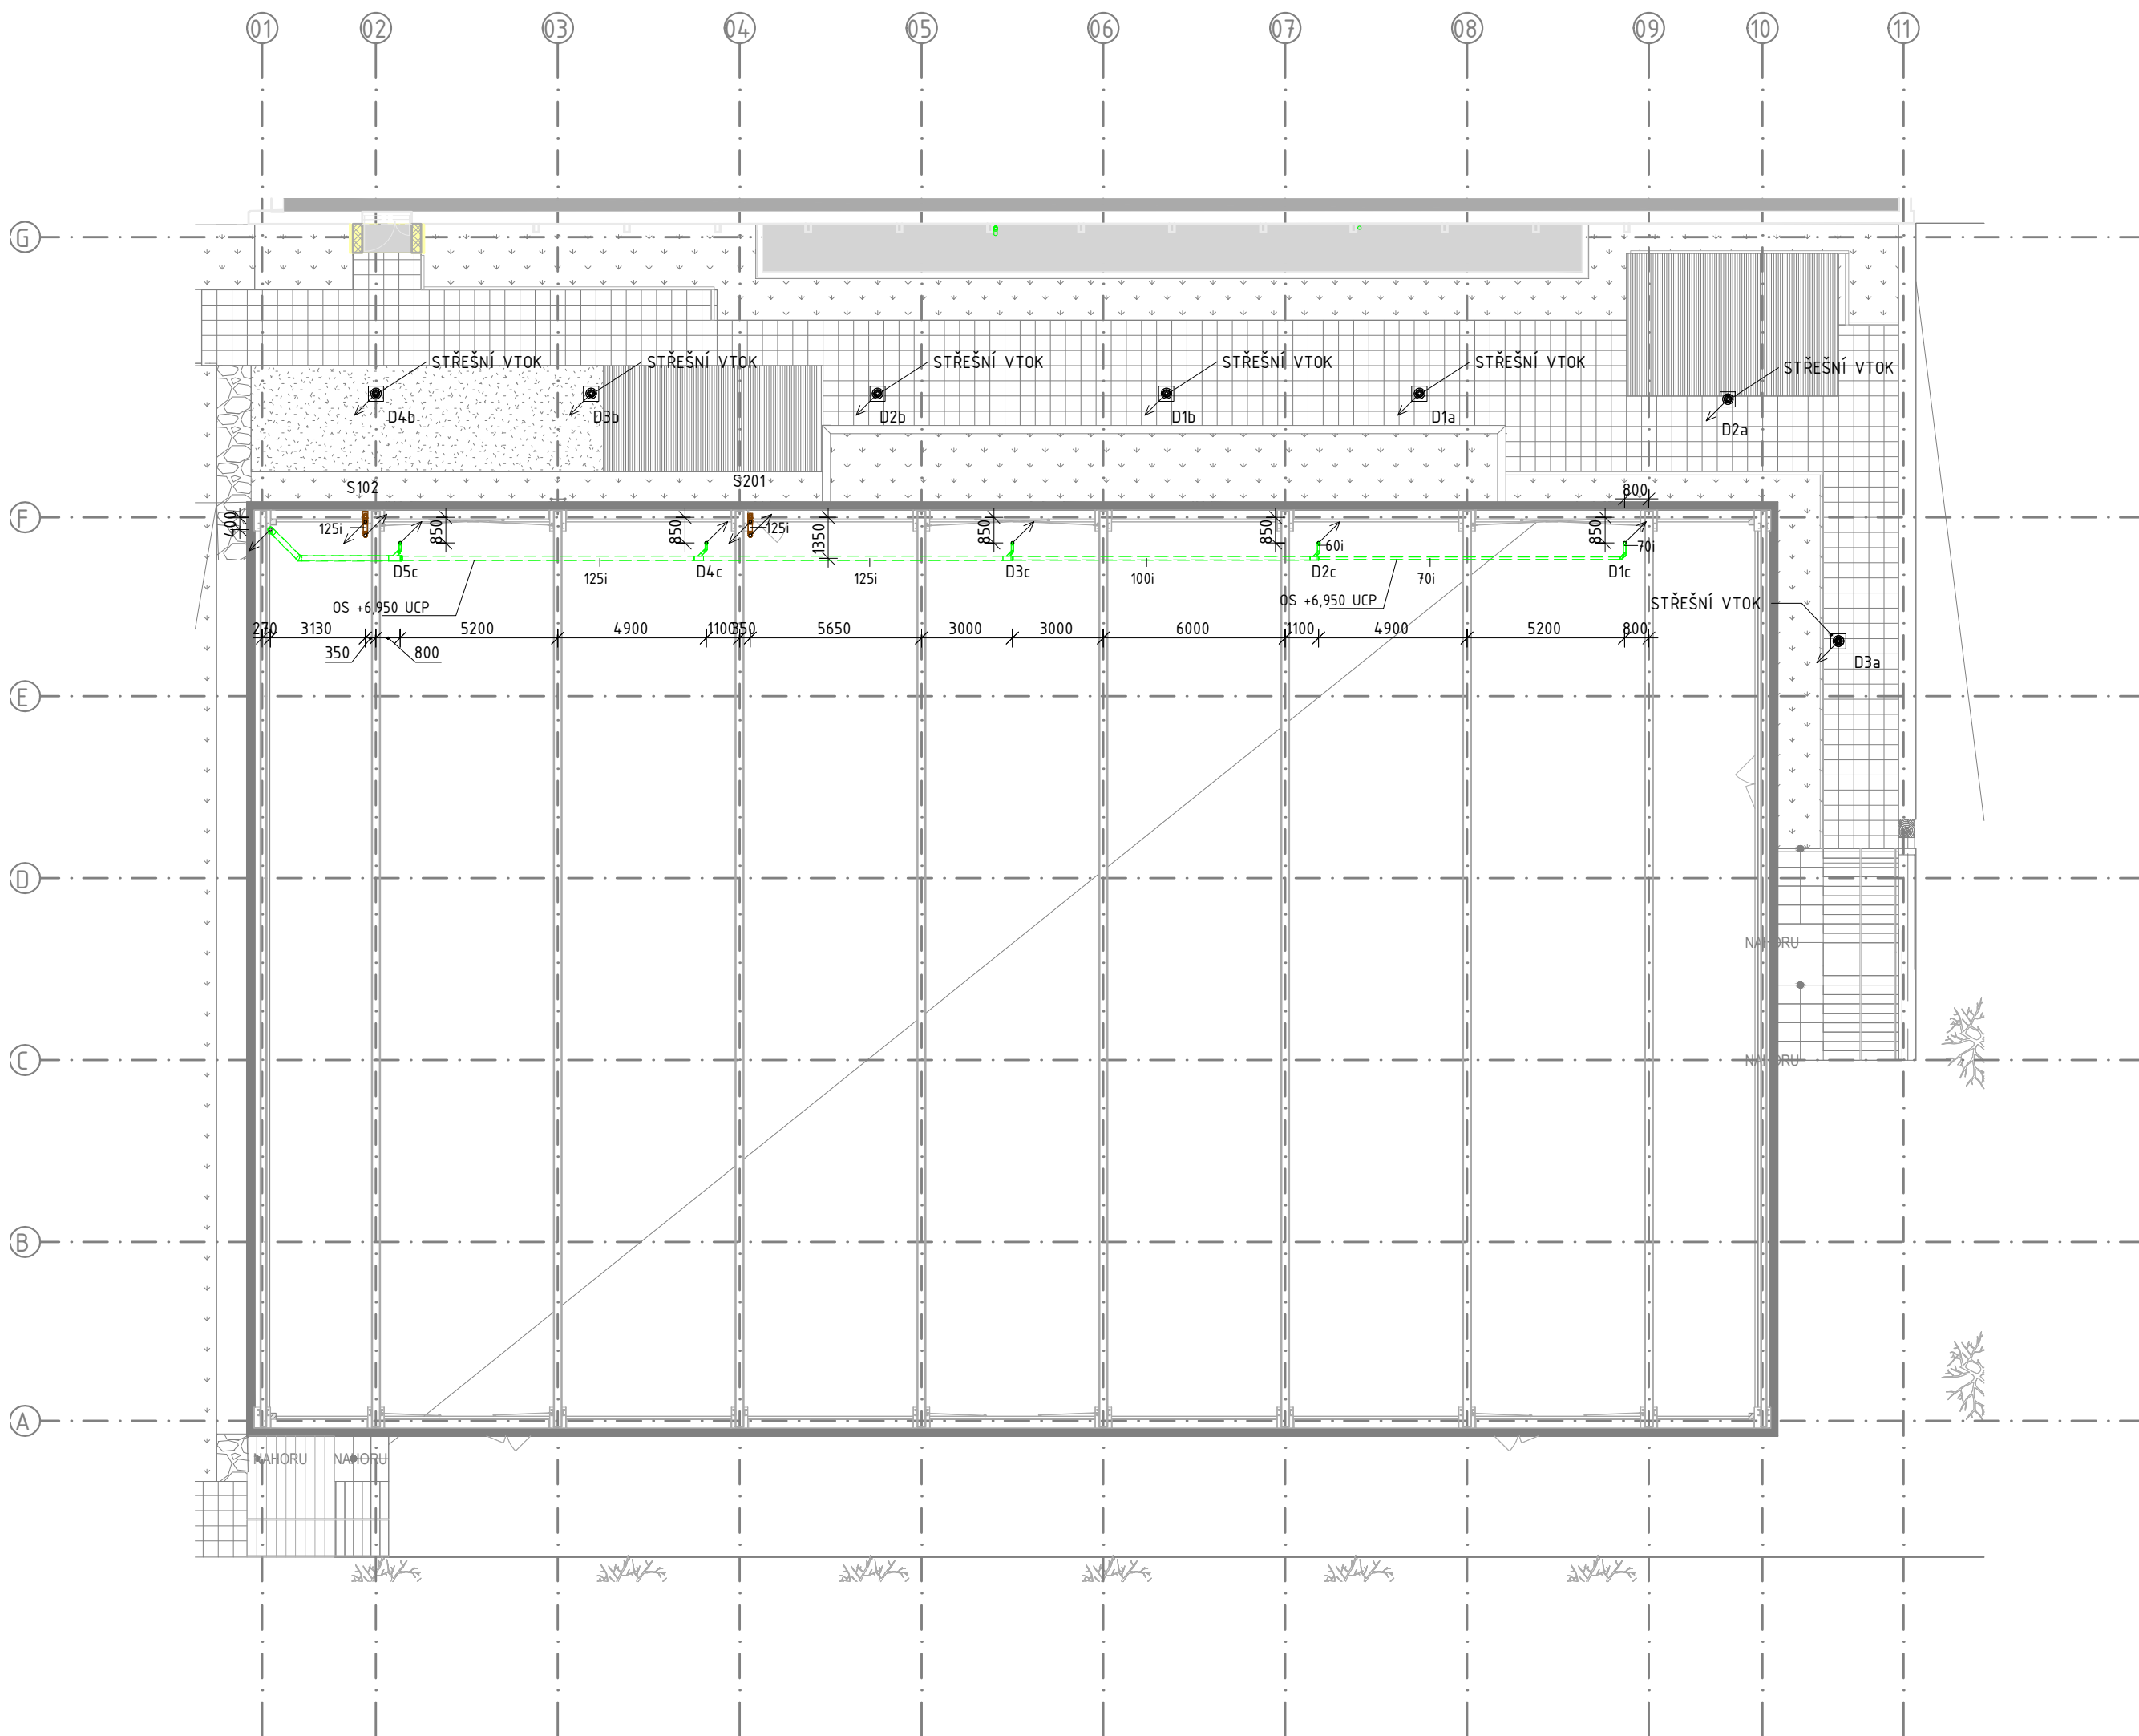 01 02 03 04 05 06 07 08 09 10 11
G
STŘEŠNÍ VTOK STŘEŠNÍ VTOK STŘEŠNÍ VTOK STŘEŠNÍ VTOK STŘEŠNÍ VTOK STŘEŠNÍ VTOK
D4b D3b D2b D1b D1a D2a
S102 S201 800
F
400 125i 850 850 125i 1350 850 850 60i 850 70i
D5c D4c D3c D2c D1c
125i 125i 100i 70i
OS +6,950 UCP OS +6,950 UCP STŘEŠNÍ VTOK
270 3130 5200 4900 1100 350 5650 3000 3000 6000 1100 4900 5200 800
350 800
D3a
E
D
NAHORU
C
NAHORU
B
A
NAHORU NAHORU